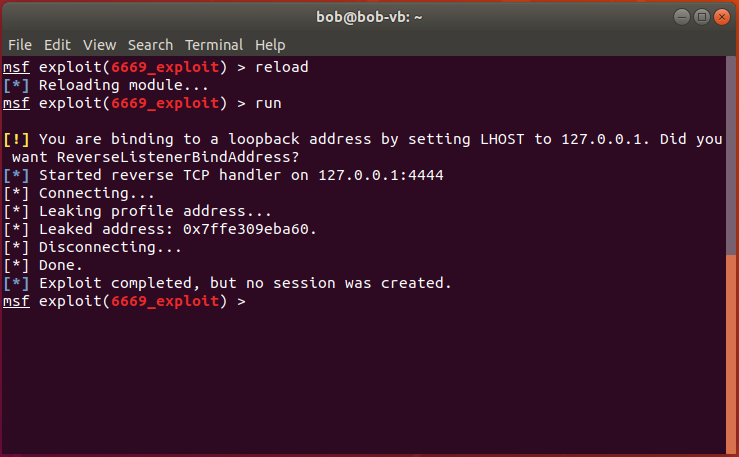 bob@bob-vb: ~
File Edit View Search Terminal Help
msf exploit(6669_exploit) > reload
[*] Reloading module...
msf exploit(6669_exploit) > run
[!] You are binding to a loopback address by setting LHOST to 127.0.0.1. Did you
want ReverseListenerBindAddress?
[*] Started reverse TCP handler on 127.0.0.1:4444
[*] Connecting...
[*] Leaking profile address...
[*] Leaked address: 0x7ffe309eba60.
[*] Disconnecting...
[*] Done.
[*] Exploit completed, but no session was created.
msf exploit(6669_exploit) >